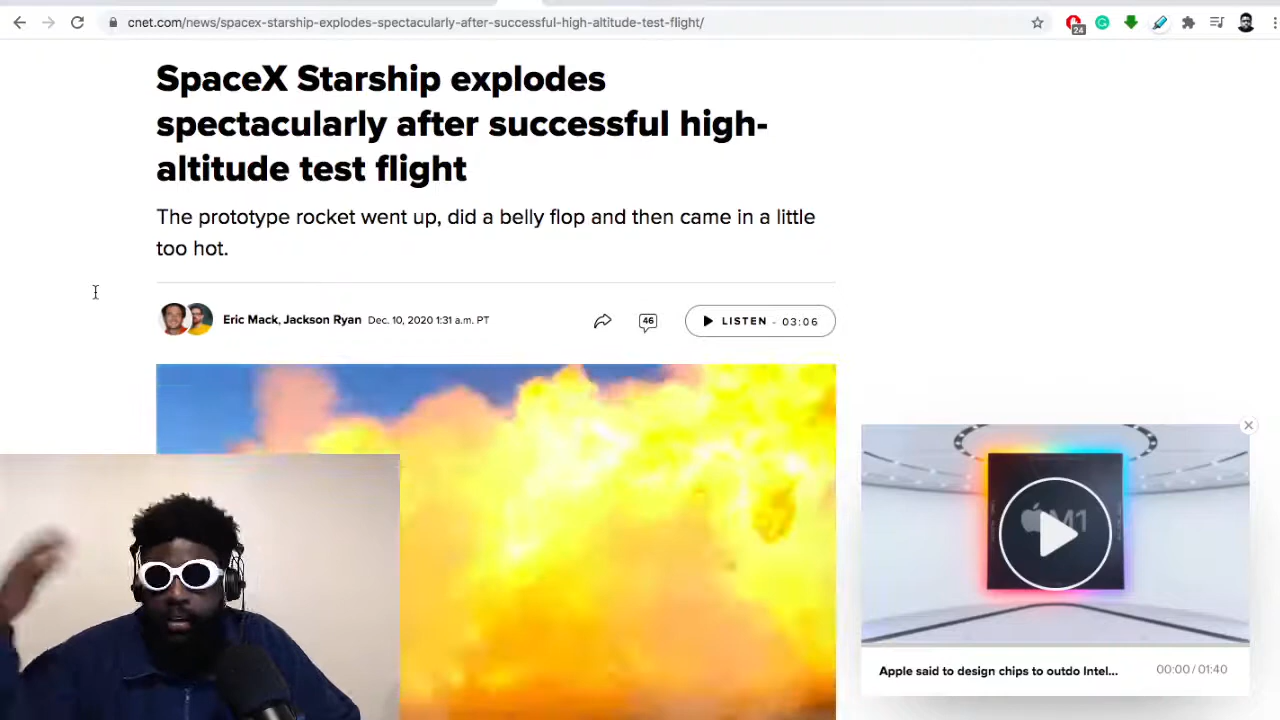 cnet.com/news/spacex-starship-explodes-spectacularly-after-successful-high-altitude-test-flight/
24
SpaceX Starship explodes
spectacularly after successful high-
altitude test flight
The prototype rocket went up, did a belly flop and then came in a little
too hot.
Eric Mack, Jackson Ryan Dec. 10, 2020 1:31 a.m. PT
46
LISTEN - 03:06
M1
Apple said to design chips to outdo Intel...
00:00 / 01:40